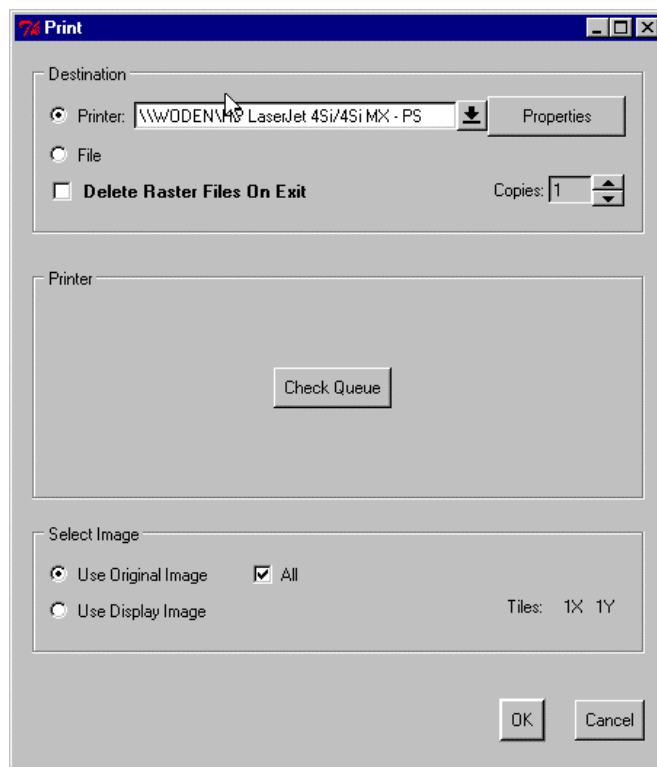 Print
Destination
Printer: \\WODEN\ LaserJet 4Si/4Si MX - PS
Properties
File
Delete Raster Files On Exit
Copies: 1
Printer
Check Queue
Select Image
Use Original Image All
Use Display Image
Tiles: 1X 1Y
OK Cancel